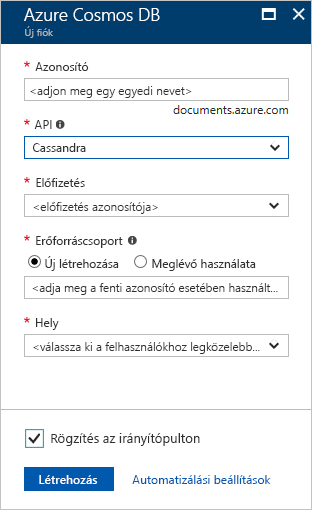 Azure Cosmos DB
Új fiók
* Azonosító
<adjon meg egy egyedi nevet>
documents.azure.com
* API
Cassandra
* Előfizetés
<előfizetés azonosítója>
* Erőforráscsoport
Új létrehozása Meglévő használata
<adja meg a fenti azonosító esetében használt...
* Hely
<válassza ki a felhasználókhoz legközelebb...
Rögzítés az irányítópulton
Létrehozás Automatizálási beállítások